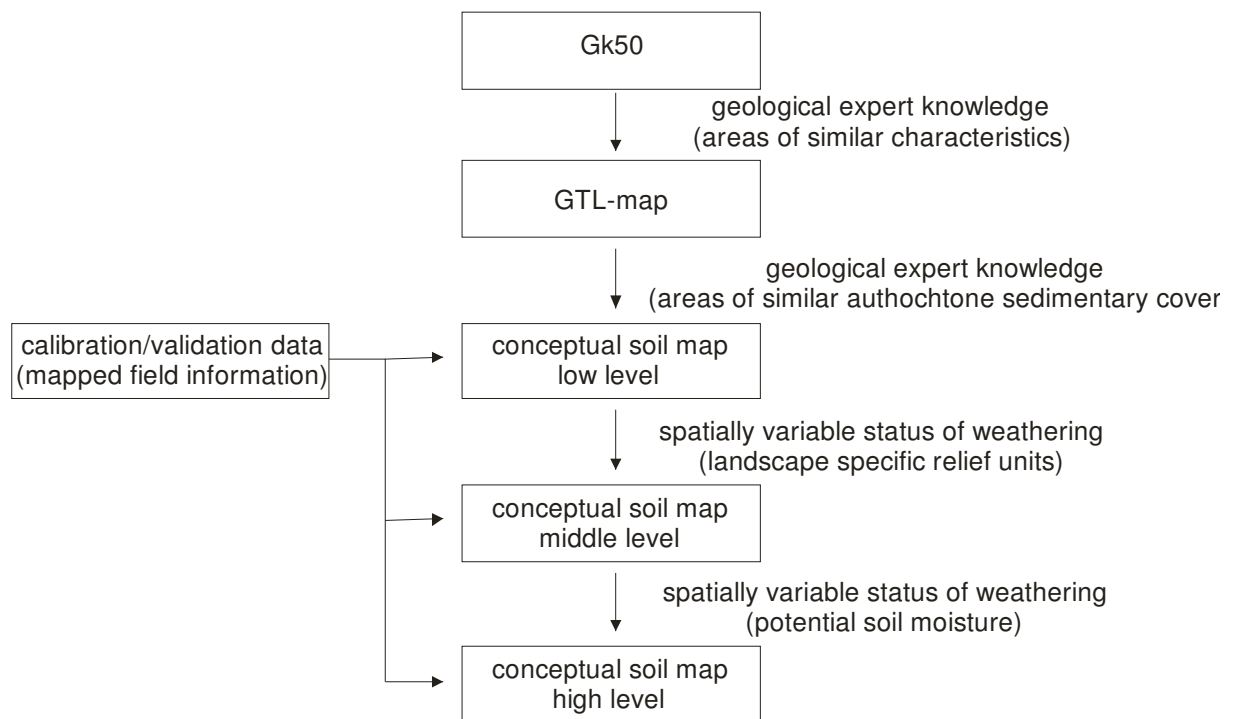 Gk50
geological expert knowledge
(areas of similar characteristics)
GTL-map
geological expert knowledge
(areas of similar authochtone sedimentary cover
calibration/validation data
(mapped field information)
conceptual soil map
low level
spatially variable status of weathering
(landscape specific relief units)
conceptual soil map
middle level
spatially variable status of weathering
(potential soil moisture)
conceptual soil map
high level